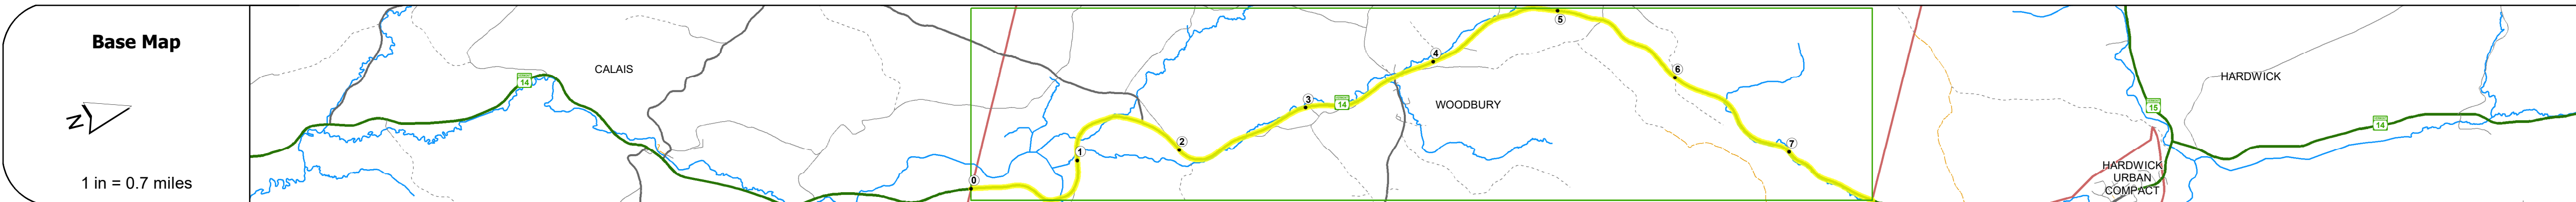 Base Map
N
1 in = 0.7 miles
14
CALAIS
0
1
2
3
14
4
WOODBURY
5
6
7
15
HARDWICK
14
HARDWICK
URBAN
COMPACT